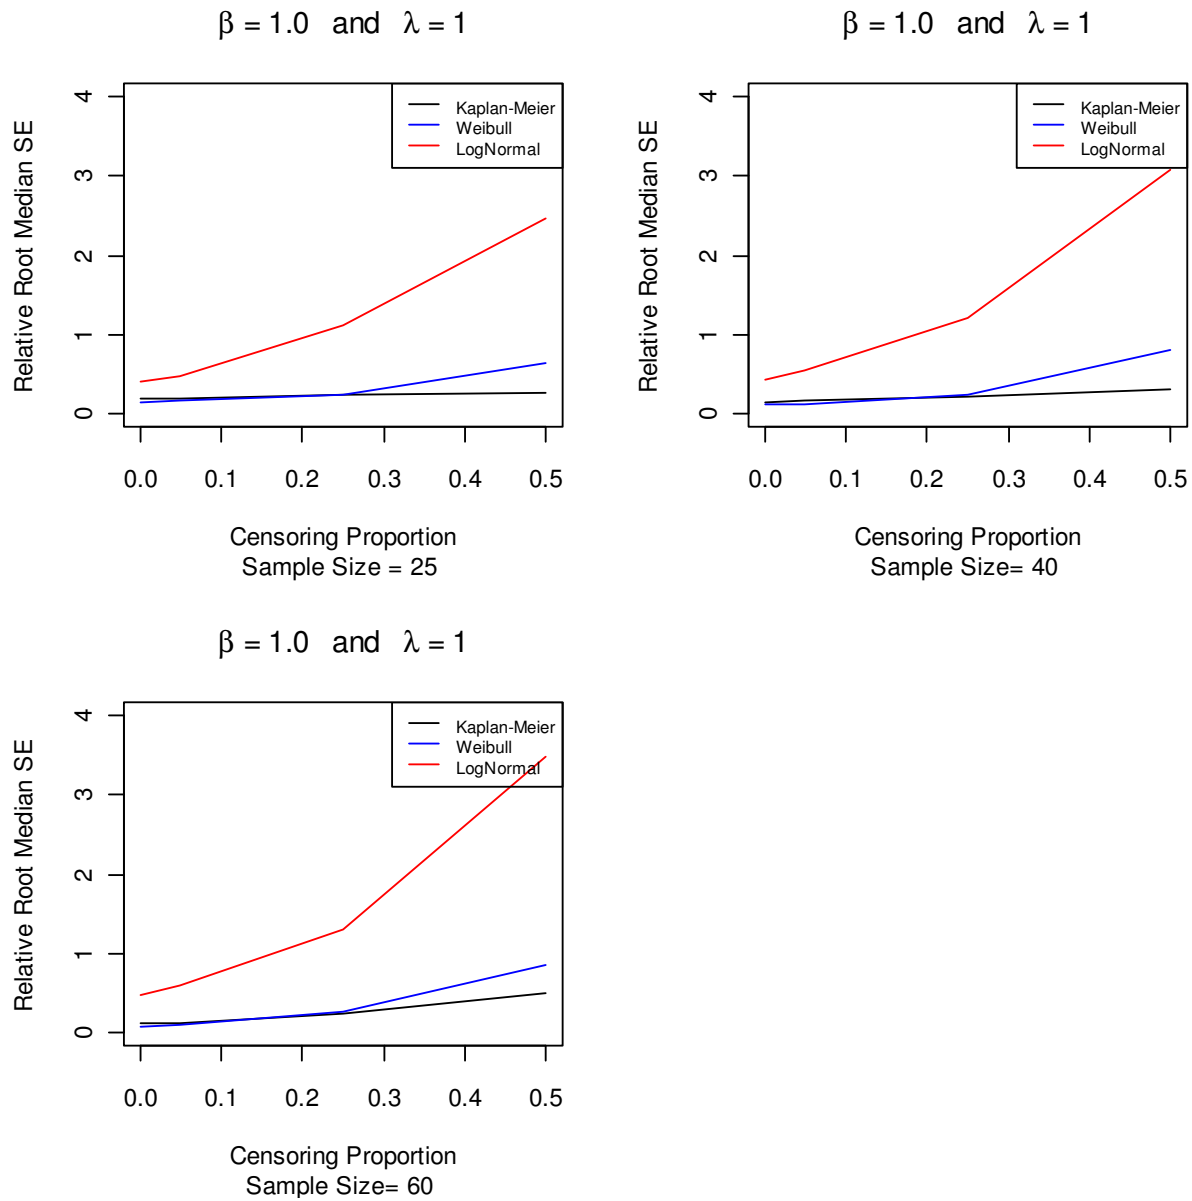 β = 1.0 and λ = 1
Relative Root Median SE
4
3
2
1
0
Kaplan-Meier
Weibull
LogNormal
0.0 0.1 0.2 0.3 0.4 0.5
Censoring Proportion
Sample Size = 25
β = 1.0 and λ = 1
Relative Root Median SE
4
3
2
1
0
Kaplan-Meier
Weibull
LogNormal
0.0 0.1 0.2 0.3 0.4 0.5
Censoring Proportion
Sample Size= 40
β = 1.0 and λ = 1
Relative Root Median SE
4
3
2
1
0
Kaplan-Meier
Weibull
LogNormal
0.0 0.1 0.2 0.3 0.4 0.5
Censoring Proportion
Sample Size= 60